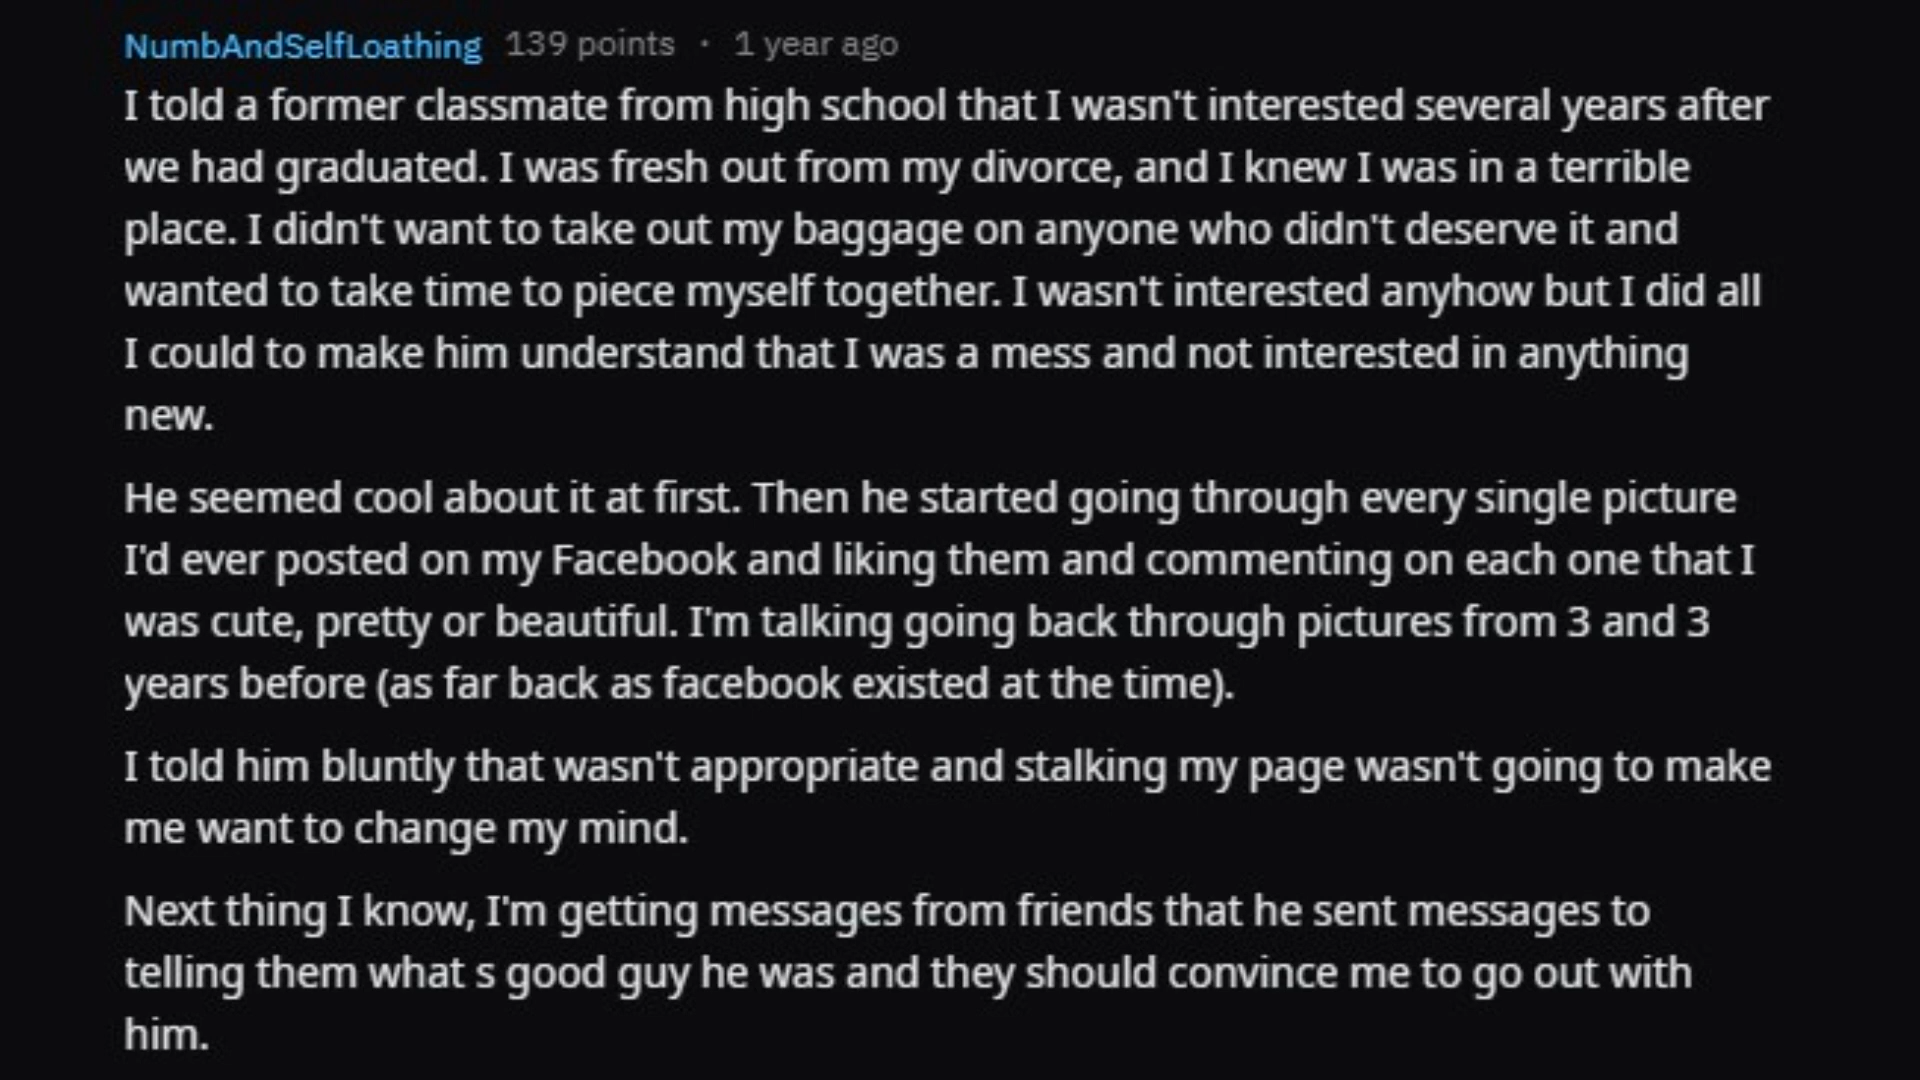 NumbAndSelfLoathing 139 points · 1 year ago
I told a former classmate from high school that I wasn't interested several years after
we had graduated. I was fresh out from my divorce, and I knew I was in a terrible
place. I didn't want to take out my baggage on anyone who didn't deserve it and
wanted to take time to piece myself together. I wasn't interested anyhow but I did all
I could to make him understand that I was a mess and not interested in anything
new.
He seemed cool about it at first. Then he started going through every single picture
I'd ever posted on my Facebook and liking them and commenting on each one that I
was cute, pretty or beautiful. I'm talking going back through pictures from 3 and 3
years before (as far back as facebook existed at the time).
I told him bluntly that wasn't appropriate and stalking my page wasn't going to make
me want to change my mind.
Next thing I know, I'm getting messages from friends that he sent messages to
telling them what s good guy he was and they should convince me to go out with
him.